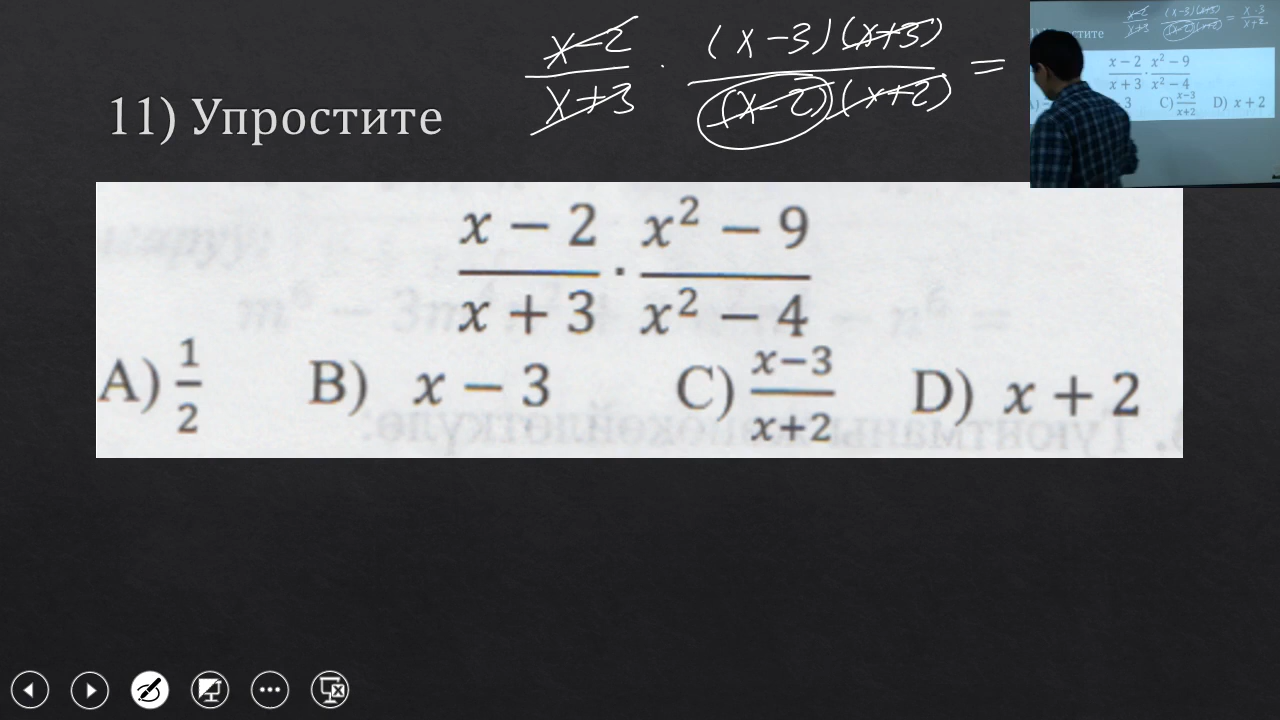 x-2 / x+3 · (x-3)(x+3) / (x-2)(x+2) =
11) Упростите
x − 2 / x + 3 · x² − 9 / x² − 4
A) 1/2 B) x − 3 C) x−3 / x+2 D) x + 2